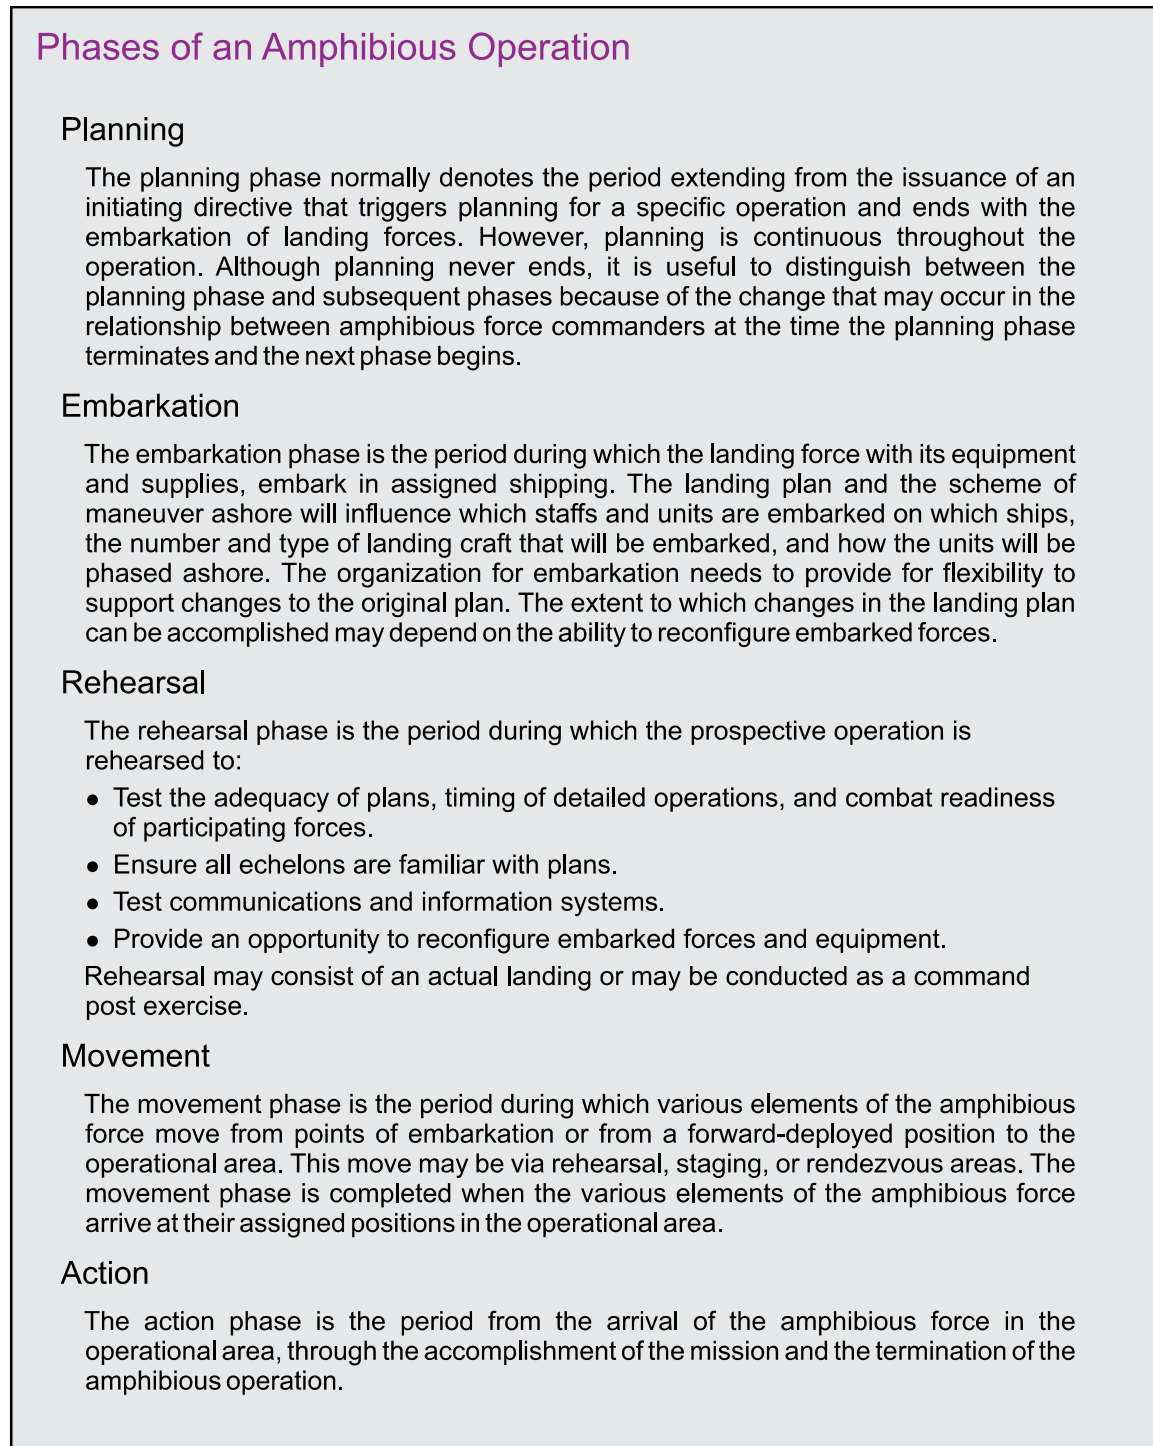 Phases of an Amphibious Operation
Planning
The planning phase normally denotes the period extending from the issuance of an
initiating directive that triggers planning for a specific operation and ends with the
embarkation of landing forces. However, planning is continuous throughout the
operation. Although planning never ends, it is useful to distinguish between the
planning phase and subsequent phases because of the change that may occur in the
relationship between amphibious force commanders at the time the planning phase
terminates and the next phase begins.
Embarkation
The embarkation phase is the period during which the landing force with its equipment
and supplies, embark in assigned shipping. The landing plan and the scheme of
maneuver ashore will influence which staffs and units are embarked on which ships,
the number and type of landing craft that will be embarked, and how the units will be
phased ashore. The organization for embarkation needs to provide for flexibility to
support changes to the original plan. The extent to which changes in the landing plan
can be accomplished may depend on the ability to reconfigure embarked forces.
Rehearsal
The rehearsal phase is the period during which the prospective operation is
rehearsed to:
● Test the adequacy of plans, timing of detailed operations, and combat readiness
of participating forces.
● Ensure all echelons are familiar with plans.
● Test communications and information systems.
● Provide an opportunity to reconfigure embarked forces and equipment.
Rehearsal may consist of an actual landing or may be conducted as a command
post exercise.
Movement
The movement phase is the period during which various elements of the amphibious
force move from points of embarkation or from a forward-deployed position to the
operational area. This move may be via rehearsal, staging, or rendezvous areas. The
movement phase is completed when the various elements of the amphibious force
arrive at their assigned positions in the operational area.
Action
The action phase is the period from the arrival of the amphibious force in the
operational area, through the accomplishment of the mission and the termination of the
amphibious operation.